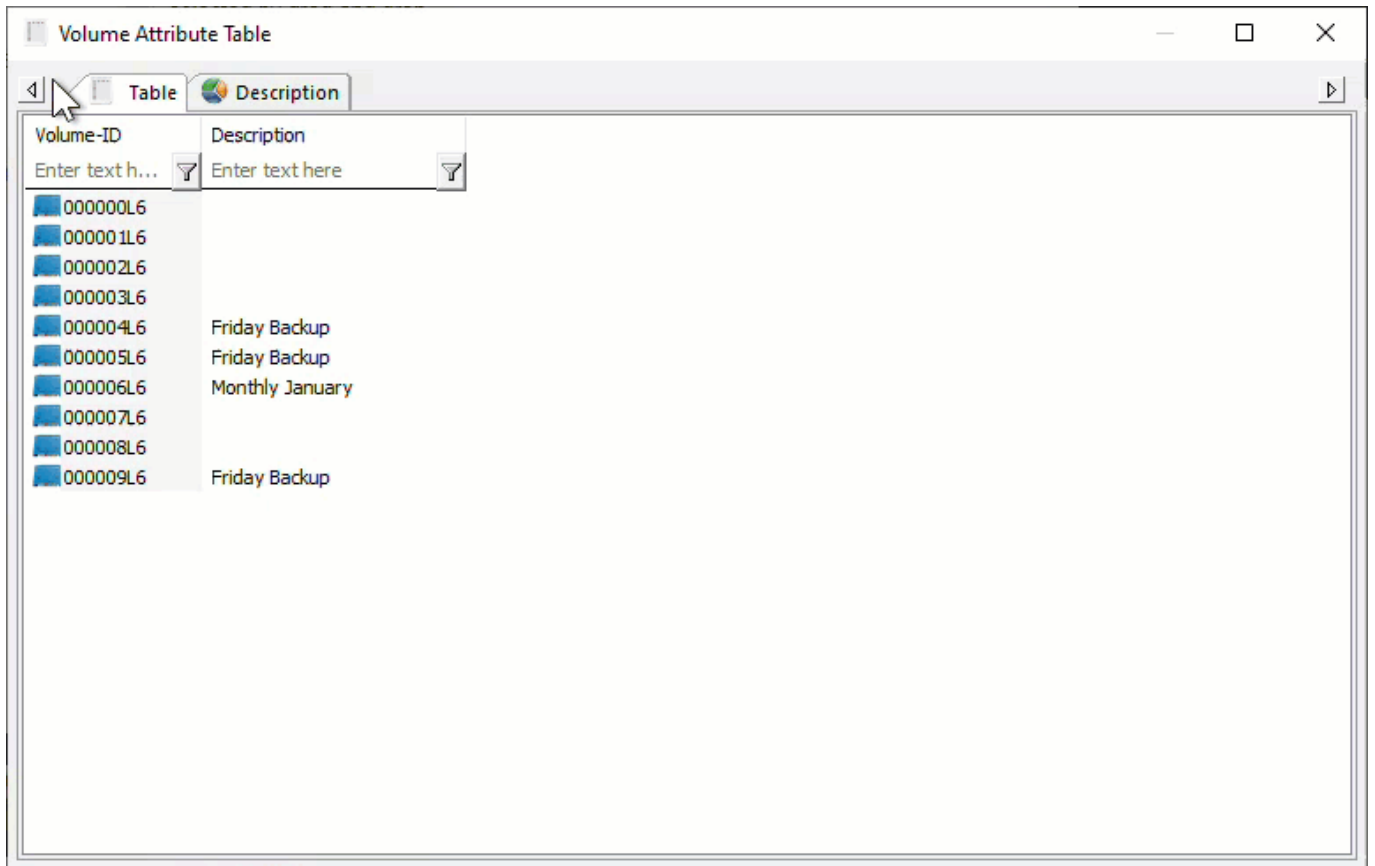 Volume Attribute Table
Table Description
Volume-ID Description
Enter text h... Enter text here
000000L6
000001L6
000002L6
000003L6
000004L6 Friday Backup
000005L6 Friday Backup
000006L6 Monthly January
000007L6
000008L6
000009L6 Friday Backup